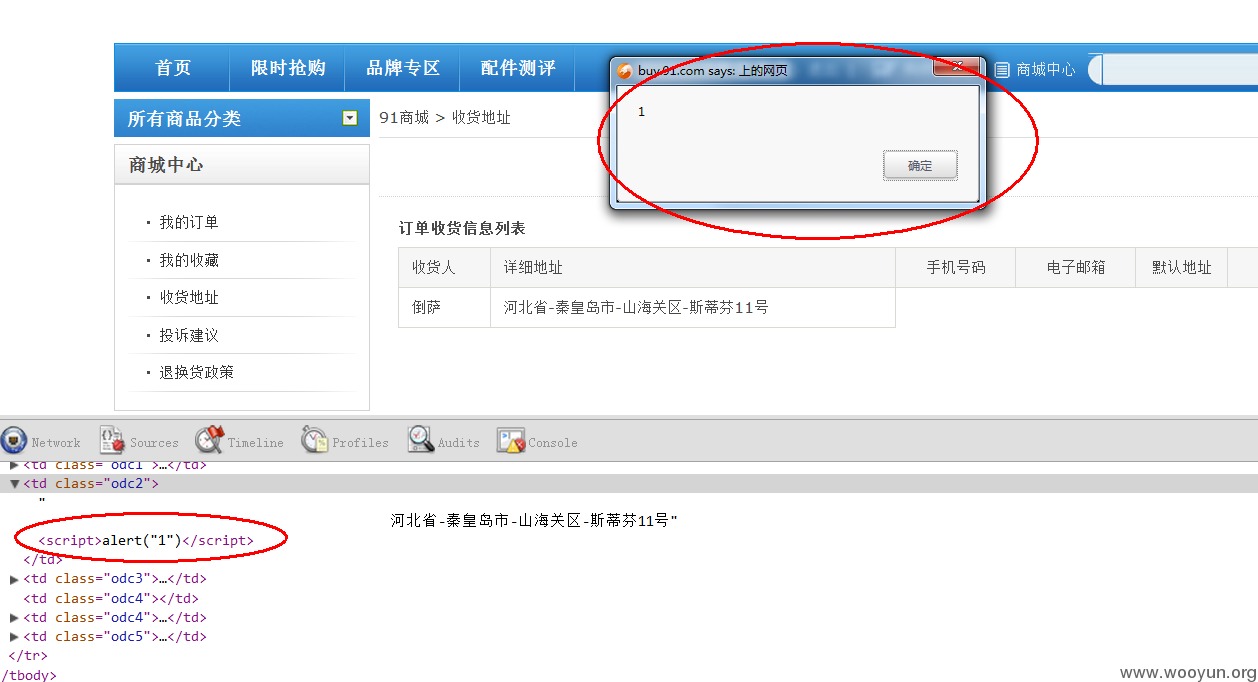 首页 限时抢购 品牌专区 配件测评
商城中心
buy.91.com says: 上的网页
1
确定
所有商品分类
91商城 > 收货地址
商城中心
· 我的订单
· 我的收藏
· 收货地址
· 投诉建议
· 退换货政策
订单收货信息列表
收货人 详细地址 手机号码 电子邮箱 默认地址
倒萨 河北省-秦皇岛市-山海关区-斯蒂芬11号
Network Sources Timeline Profiles Audits Console
<td class="odc1">…</td>
<td class="odc2">
"
河北省-秦皇岛市-山海关区-斯蒂芬11号"
<script>alert("1")</script>
</td>
<td class="odc3">…</td>
<td class="odc4"></td>
<td class="odc4">…</td>
<td class="odc5">…</td>
</tr>
/tbody>
www.wooyun.org